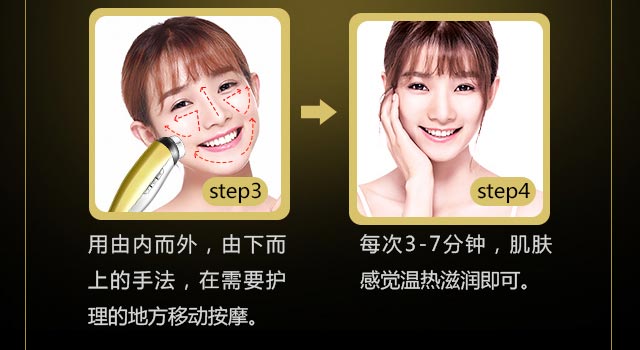 step3
step4
用由内而外，由下而
上的手法，在需要护
理的地方移动按摩。
每次3-7分钟，肌肤
感觉温热滋润即可。